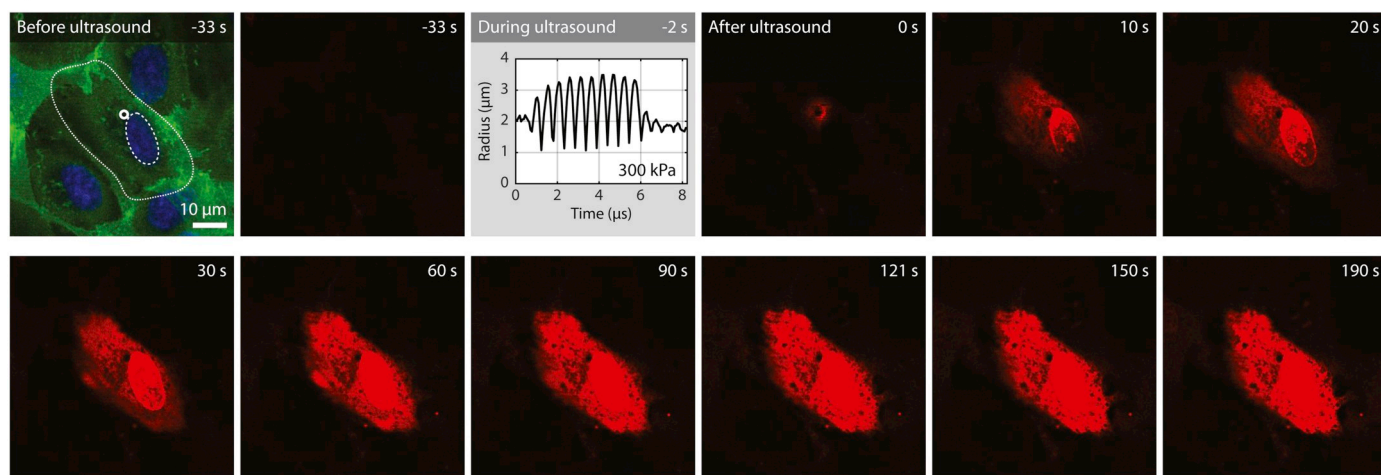 Before ultrasound -33 s
-33 s
During ultrasound -2 s
After ultrasound 0 s
10 s
20 s
10 µm
4
3
2
1
0
Radius (µm)
300 kPa
0 2 4 6 8
Time (µs)
30 s
60 s
90 s
121 s
150 s
190 s